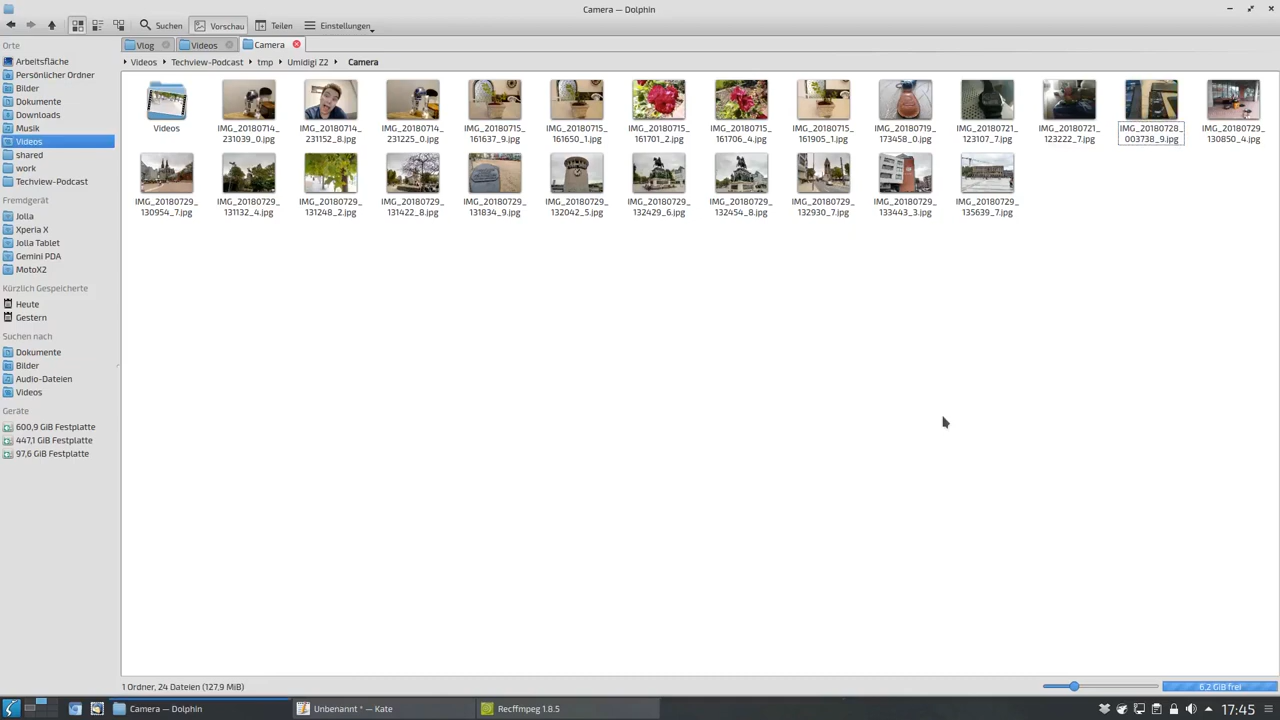 Camera — Dolphin
Suchen Vorschau Teilen Einstellungen
Orte
Arbeitsfläche
Persönlicher Ordner
Bilder
Dokumente
Downloads
Musik
Videos
shared
work
Techview-Podcast
Fremdgerät
Jolla
Xperia X
Jolla Tablet
Gemini PDA
MotoX2
Kürzlich Gespeicherte
Heute
Gestern
Suchen nach
Dokumente
Bilder
Audio-Dateien
Videos
Geräte
600,9 GiB Festplatte
447,1 GiB Festplatte
97,6 GiB Festplatte
Vlog Videos Camera
Videos Techview-Podcast tmp Umidigi Z2 Camera
Videos
IMG_20180714_
231039_0.jpg
IMG_20180714_
231152_8.jpg
IMG_20180714_
231225_0.jpg
IMG_20180715_
161637_9.jpg
IMG_20180715_
161650_1.jpg
IMG_20180715_
161701_2.jpg
IMG_20180715_
161706_4.jpg
IMG_20180715_
161905_1.jpg
IMG_20180719_
173458_0.jpg
IMG_20180721_
123107_7.jpg
IMG_20180721_
123222_7.jpg
IMG_20180728_
003738_9.jpg
IMG_20180729_
130850_4.jpg
IMG_20180729_
130954_7.jpg
IMG_20180729_
131132_4.jpg
IMG_20180729_
131248_2.jpg
IMG_20180729_
131422_8.jpg
IMG_20180729_
131834_9.jpg
IMG_20180729_
132042_5.jpg
IMG_20180729_
132429_6.jpg
IMG_20180729_
132454_8.jpg
IMG_20180729_
132930_7.jpg
IMG_20180729_
133443_3.jpg
IMG_20180729_
135639_7.jpg
1 Ordner, 24 Dateien (127,9 MiB)
6,2 GiB frei
Camera — Dolphin
Unbenannt * — Kate
Recffmpeg 1.8.5
17:45